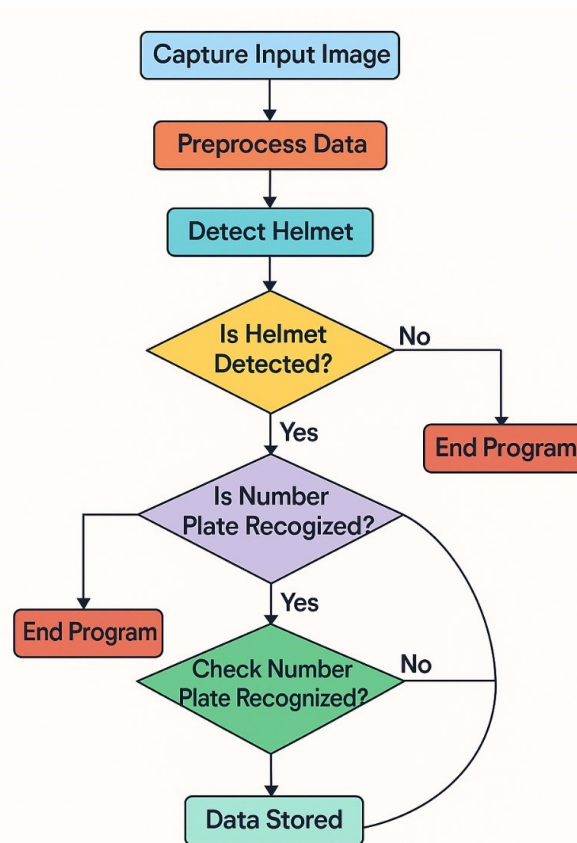 Capture Input Image
Preprocess Data
Detect Helmet
Is Helmet
Detected?
No
End Program
Yes
Is Number
Plate Recogized?
End Program
Yes
Check Number
Plate Recognized?
No
Data Stored